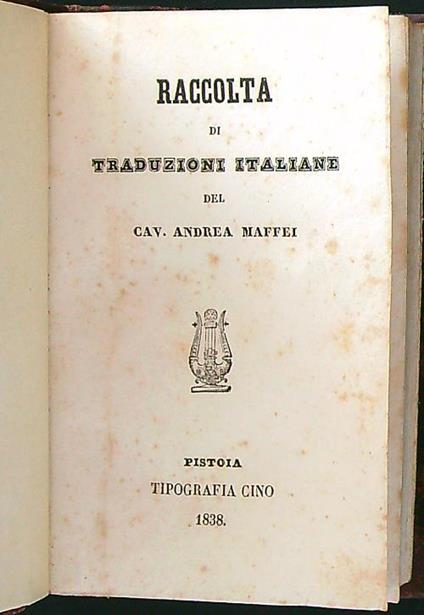 RACCOLTA
DI
TRADUZIONI ITALIANE
DEL
CAV. ANDREA MAFFEI
PISTOIA
TIPOGRAFIA CINO
1838.